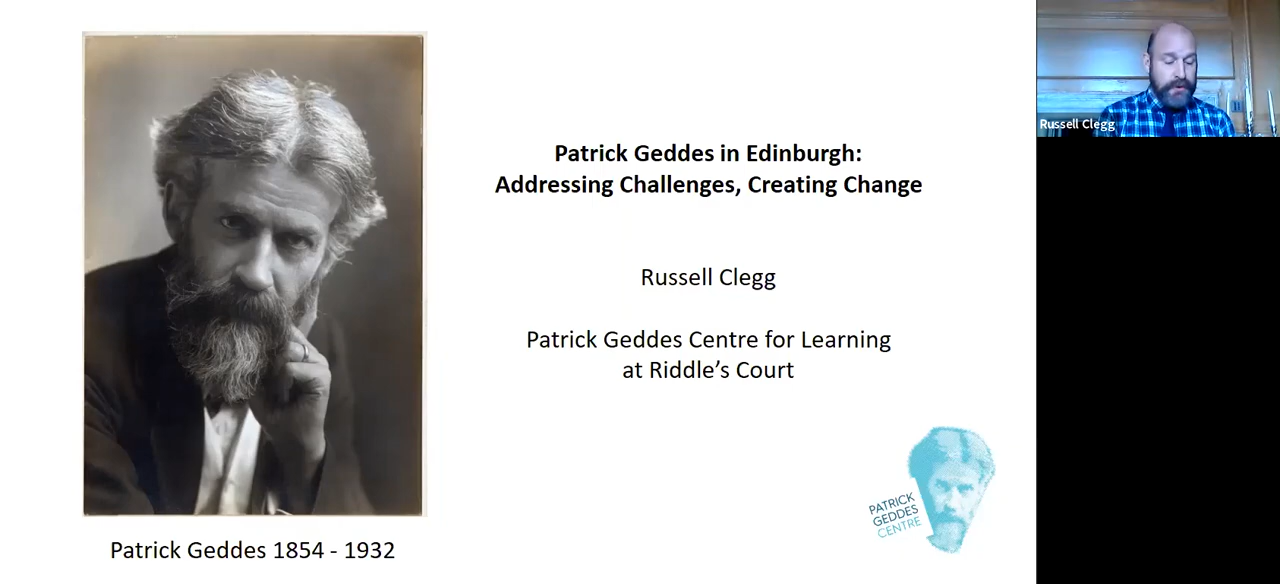 Patrick Geddes in Edinburgh:
Addressing Challenges, Creating Change
Russell Clegg
Patrick Geddes Centre for Learning
at Riddle’s Court
PATRICK
GEDDES
CENTRE
Patrick Geddes 1854 - 1932
Russell Clegg